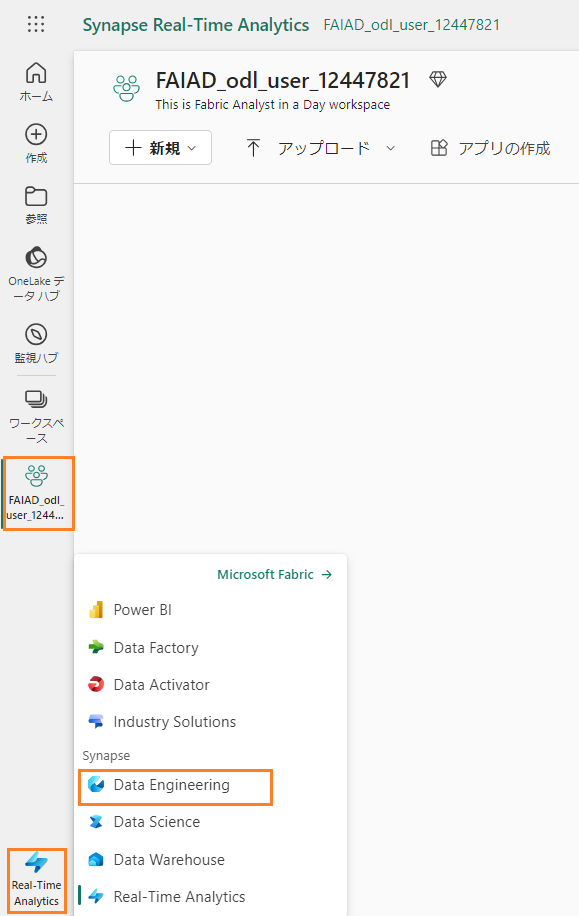 Synapse Real-Time Analytics FAIAD_odl_user_12447821
ホーム
作成
参照
OneLake デ
ータ ハブ
監視ハブ
ワークスペ
ース
FAIAD_odl_
user_1244...
Real-Time
Analytics
FAIAD_odl_user_12447821
This is Fabric Analyst in a Day workspace
新規 アップロード アプリの作成
Microsoft Fabric →
Power BI
Data Factory
Data Activator
Industry Solutions
Synapse
Data Engineering
Data Science
Data Warehouse
Real-Time Analytics